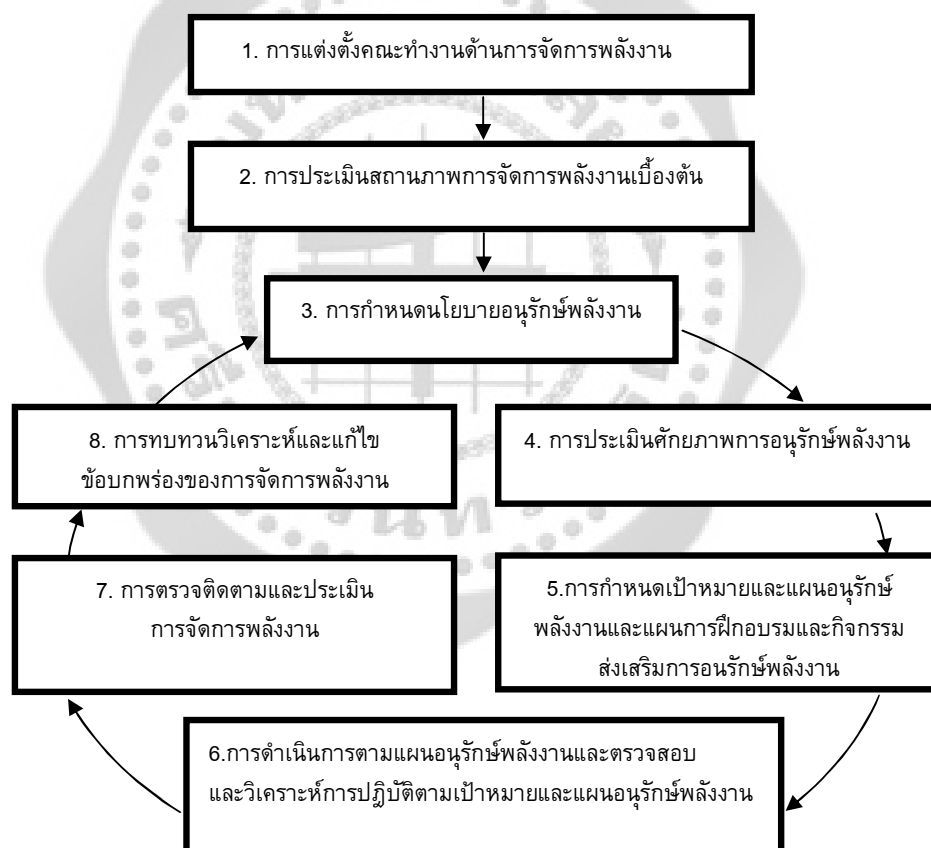 1. การแต่งตั้งคณะทำงานด้านการจัดการพลังงาน
2. การประเมินสถานภาพการจัดการพลังงานเบื้องต้น
3. การกำหนดนโยบายอนุรักษ์พลังงาน
4. การประเมินศักยภาพการอนุรักษ์พลังงาน
5.การกำหนดเป้าหมายและแผนอนุรักษ์
พลังงานและแผนการฝึกอบรมและกิจกรรม
ส่งเสริมการอนรักษ์พลังงาน
6.การดำเนินการตามแผนอนุรักษ์พลังงานและตรวจสอบ
และวิเคราะห์การปฏิบัติตามเป้าหมายและแผนอนุรักษ์พลังงาน
7. การตรวจติดตามและประเมิน
การจัดการพลังงาน
8. การทบทวนวิเคราะห์และแก้ไข
ข้อบกพร่องของการจัดการพลังงาน